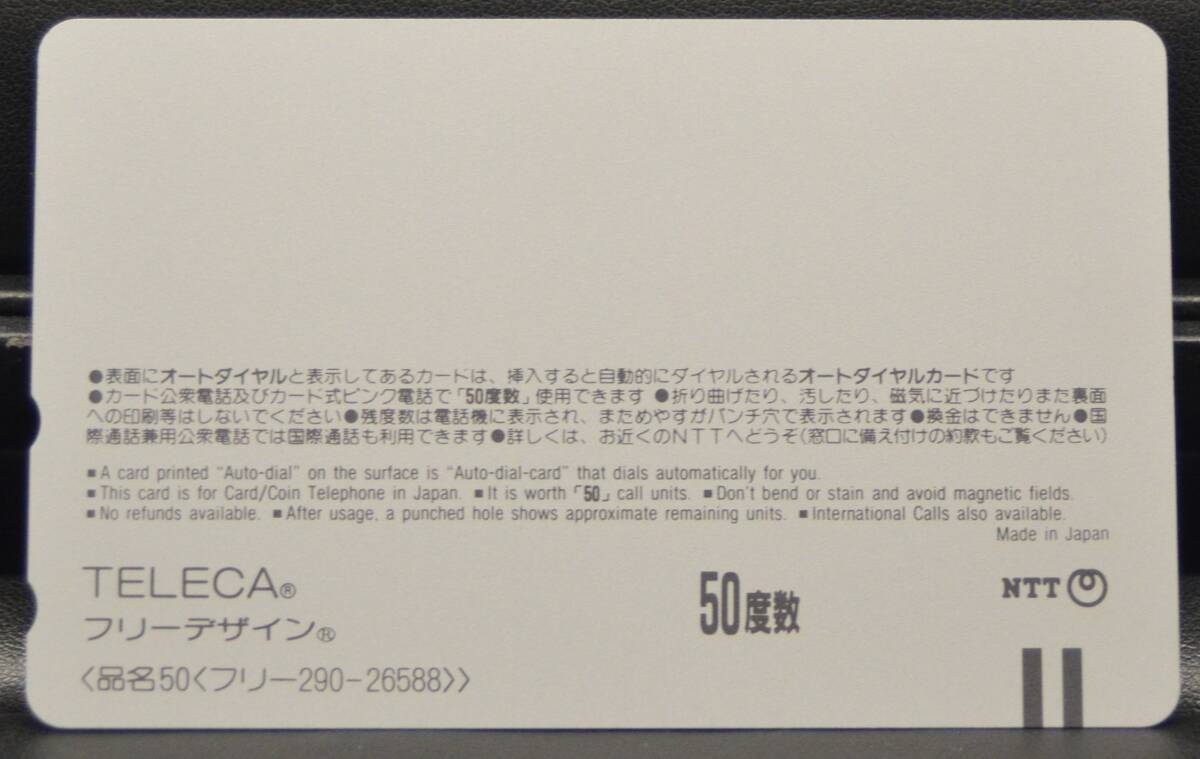 ●表面にオートダイヤルと表示してあるカードは、挿入すると自動的にダイヤルされるオートダイヤルカードです
●カード公衆電話及びカード式ピンク電話で「50度数」使用できます ●折り曲げたり、汚したり、磁気に近づけたりまた裏面
への印刷等はしないでください●残度数は電話機に表示され、まためやすがパンチ穴で表示されます●換金はできません●国
際通話兼用公衆電話では国際通話も利用できます●詳しくは、お近くのNTTへどうぞ(窓口に備え付けの約款もご覧ください)
■A card printed “Auto-dial” on the surface is “Auto-dial-card” that dials automatically for you.
■This card is for Card/Coin Telephone in Japan. ■It is worth「50」call units. ■Don't bend or stain and avoid magnetic fields.
■No refunds available. ■After usage, a punched hole shows approximate remaining units. ■International Calls also available.
Made in Japan
TELECA®
フリーデザイン®
〈品名50〈フリー290-26588〉〉
50度数
NTT